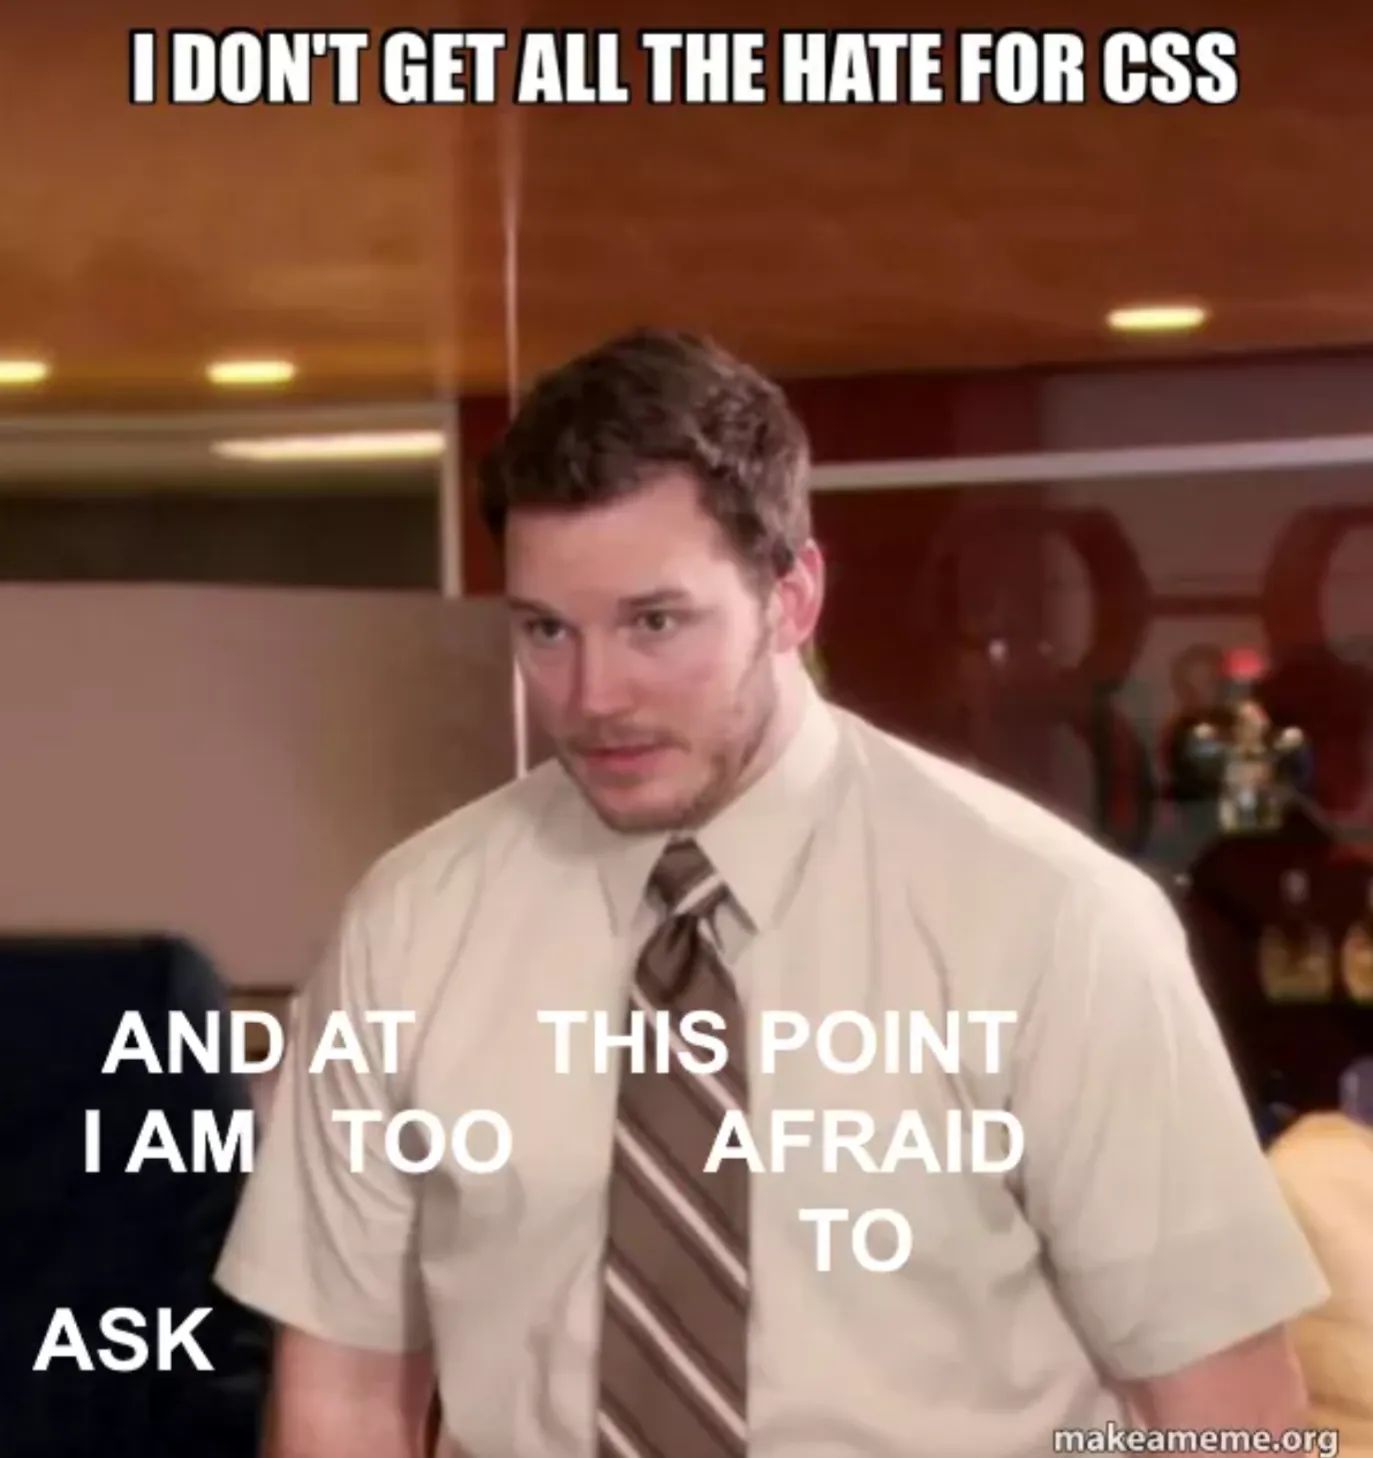 I DON'T GET ALL THE HATE FOR CSS
AND AT THIS POINT
I AM TOO AFRAID
TO
ASK
makeameme.org